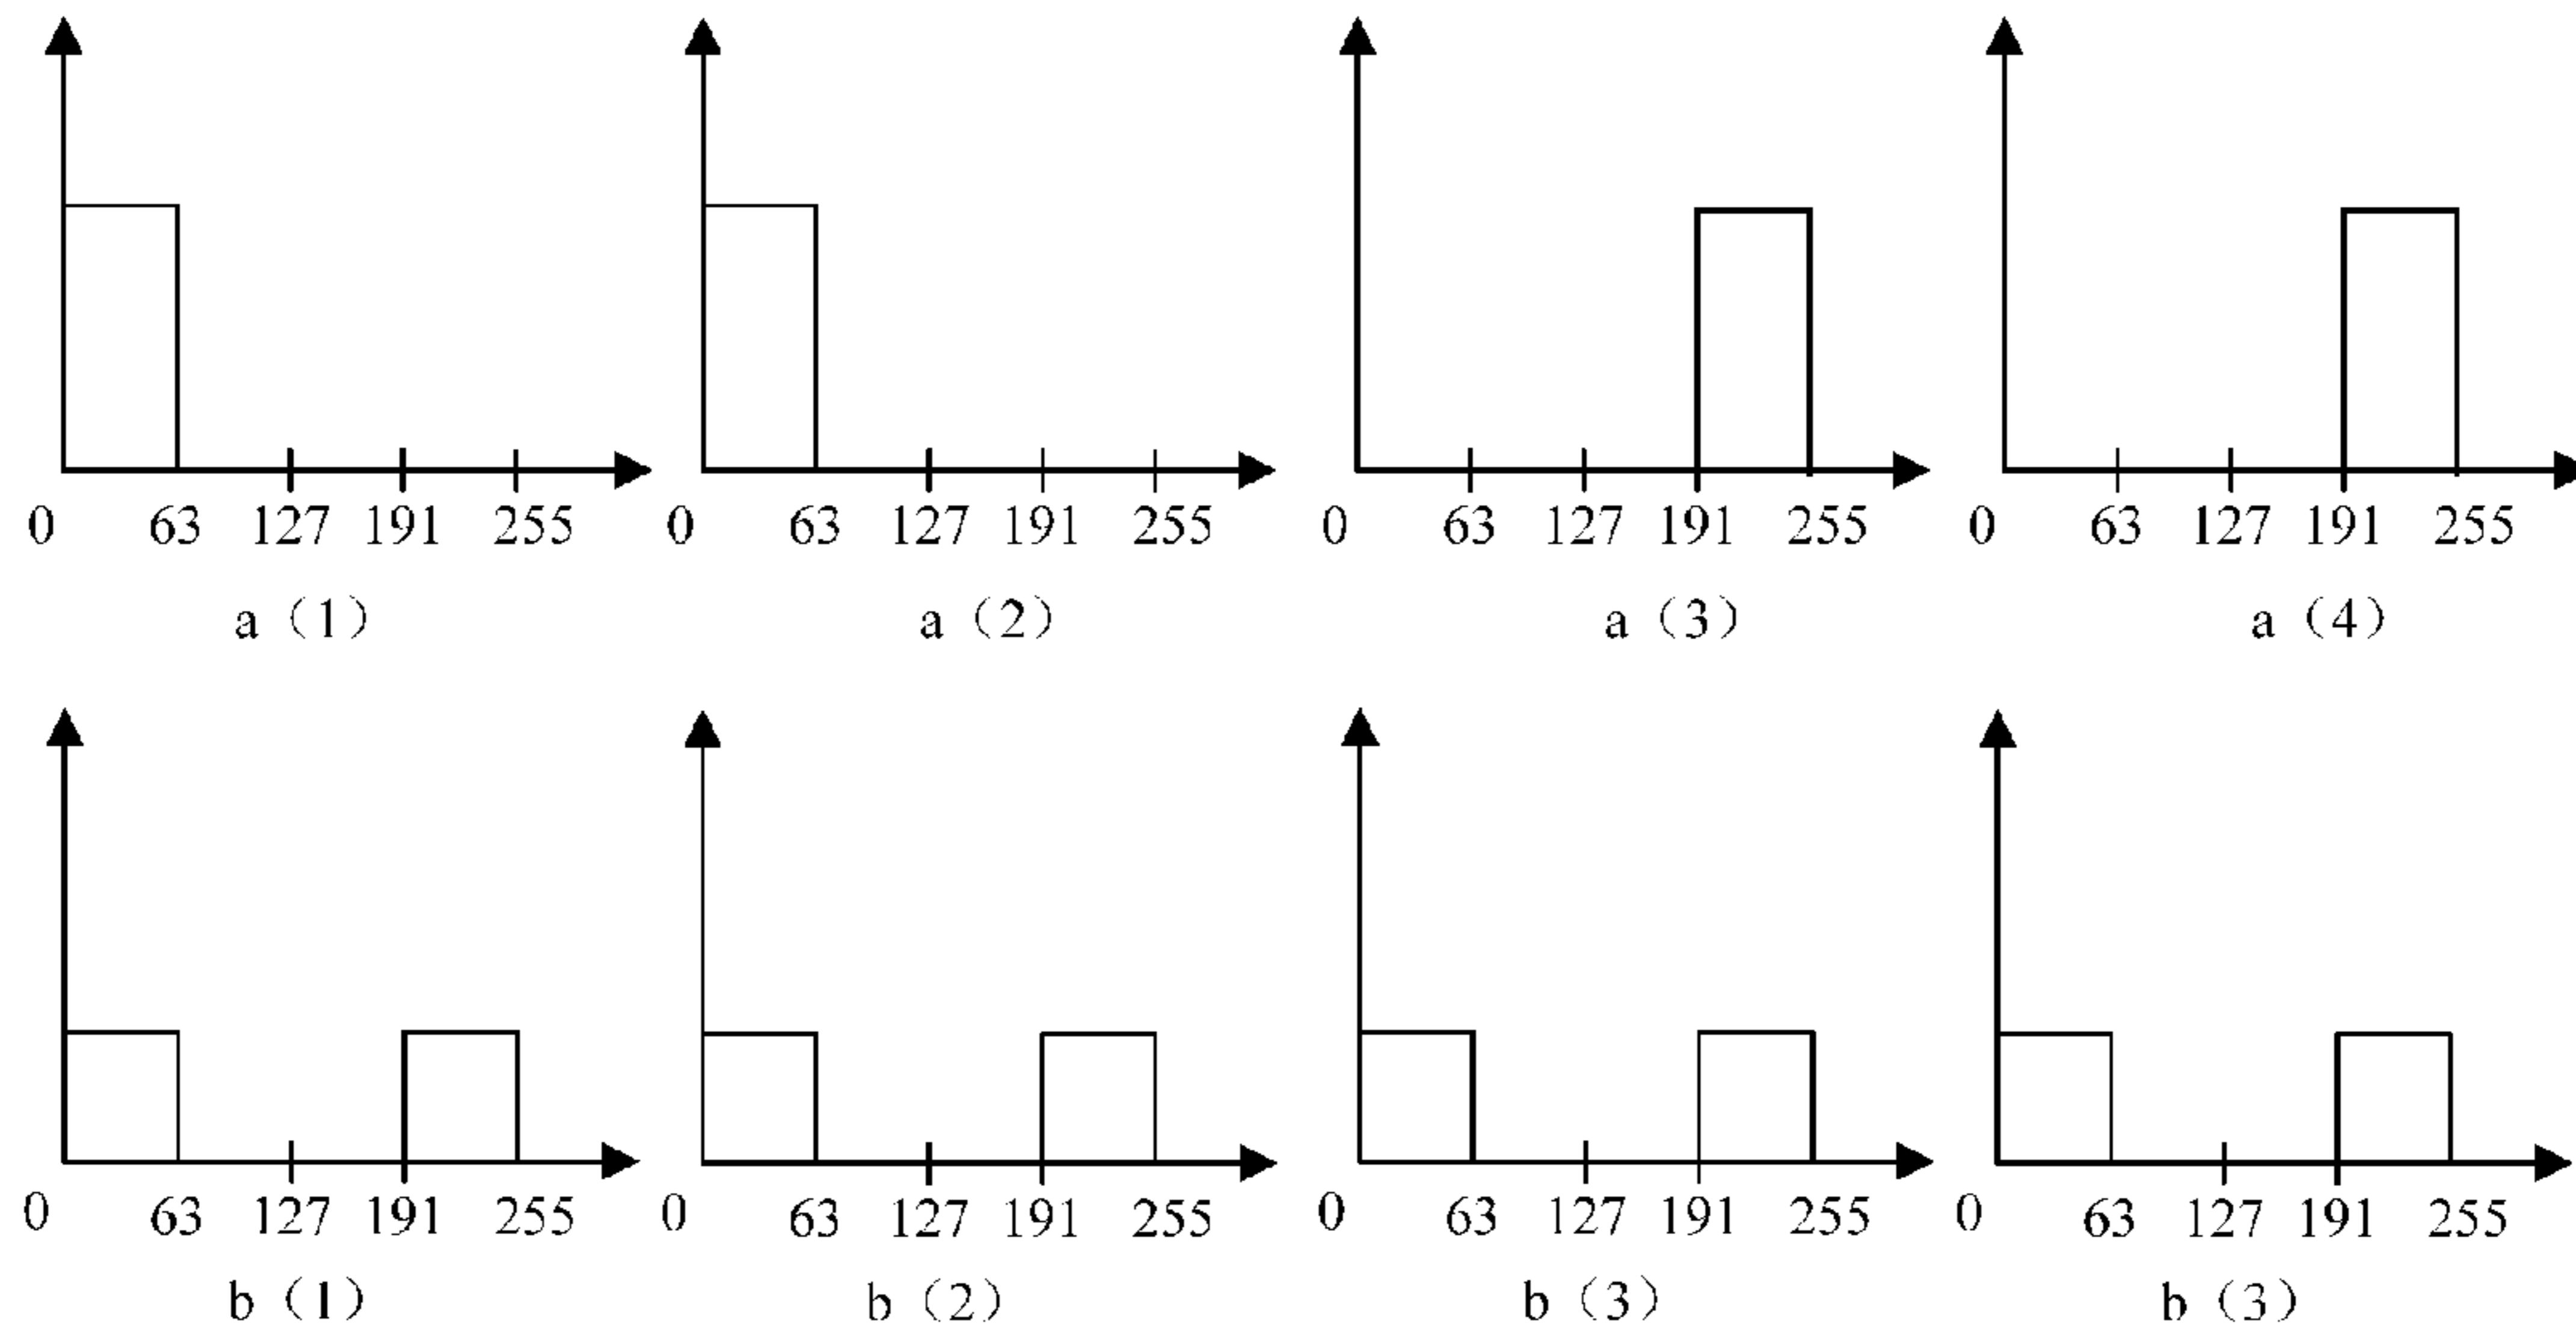 0 63 127 191 255 0 63 127 191 255 0 63 127 191 255 0 63 127 191 255
a（1） a（2） a（3） a（4）
0 63 127 191 255 0 63 127 191 255 0 63 127 191 255 0 63 127 191 255
b（1） b（2） b（3） b（3）